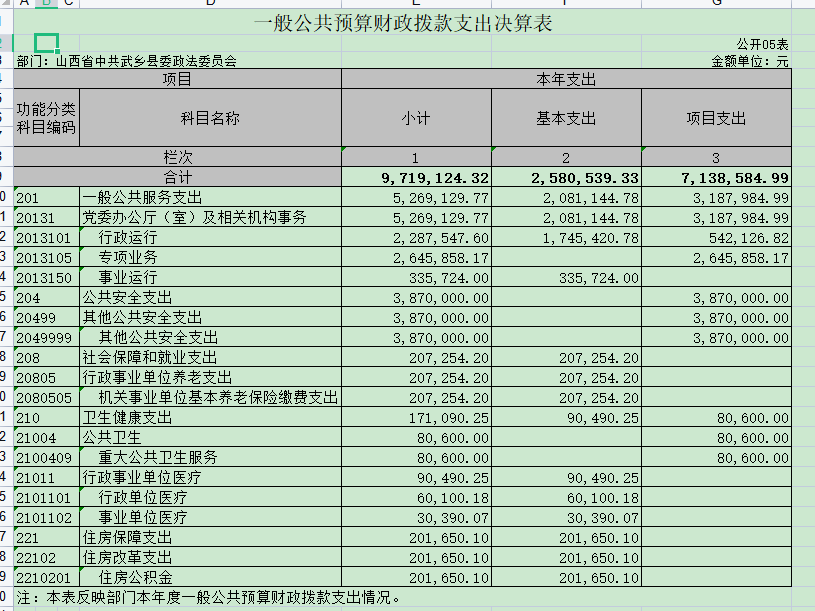 A B C D E F G
一般公共预算财政拨款支出决算表
公开05表
部门：山西省中共武乡县委政法委员会 金额单位：元
项目 本年支出
功能分类科目编码 科目名称 小计 基本支出 项目支出
栏次 1 2 3
合计 9,719,124.32 2,580,539.33 7,138,584.99
201 一般公共服务支出 5,269,129.77 2,081,144.78 3,187,984.99
20131 党委办公厅（室）及相关机构事务 5,269,129.77 2,081,144.78 3,187,984.99
2013101 行政运行 2,287,547.60 1,745,420.78 542,126.82
2013105 专项业务 2,645,858.17 2,645,858.17
2013150 事业运行 335,724.00 335,724.00
204 公共安全支出 3,870,000.00 3,870,000.00
20499 其他公共安全支出 3,870,000.00 3,870,000.00
2049999 其他公共安全支出 3,870,000.00 3,870,000.00
208 社会保障和就业支出 207,254.20 207,254.20
20805 行政事业单位养老支出 207,254.20 207,254.20
2080505 机关事业单位基本养老保险缴费支出 207,254.20 207,254.20
210 卫生健康支出 171,090.25 90,490.25 80,600.00
21004 公共卫生 80,600.00 80,600.00
2100409 重大公共卫生服务 80,600.00 80,600.00
21011 行政事业单位医疗 90,490.25 90,490.25
2101101 行政单位医疗 60,100.18 60,100.18
2101102 事业单位医疗 30,390.07 30,390.07
221 住房保障支出 201,650.10 201,650.10
22102 住房改革支出 201,650.10 201,650.10
2210201 住房公积金 201,650.10 201,650.10
注：本表反映部门本年度一般公共预算财政拨款支出情况。